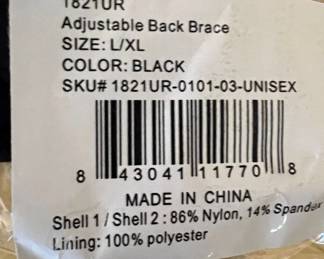 1821UR
Adjustable Back Brace
SIZE: L/XL
COLOR: BLACK
SKU# 1821UR-0101-03-UNISEX
8 43041 11770 8
MADE IN CHINA
Shell 1 / Shell 2 : 86% Nylon, 14% Spandex
Lining: 100% polyester